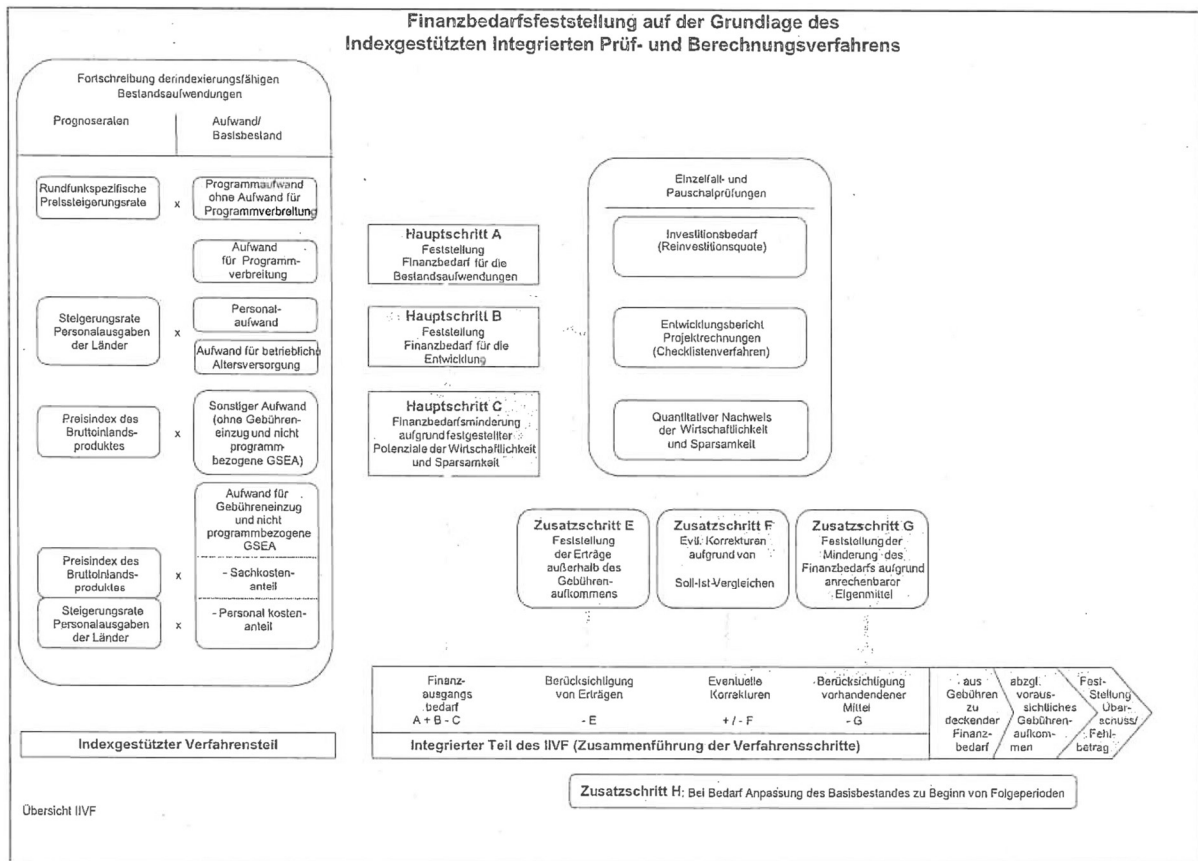 Finanzbedarfsfeststellung auf der Grundlage des
Indexgestützten Integrierten Prüf- und Berechnungsverfahrens
Fortschreibung derindexierungsfähigen
Bestandsaufwendungen
Prognoseraten
Aufwand/
Basisbestand
Rundfunkspezifische
Preissteigerungsrate
x
Programmaufwand
ohne Aufwand für
Programmverbreitung
Aufwand
für Programm-
verbreitung
Steigerungsrate
Personalausgaben
der Länder
x
Personal-
aufwand
Aufwand für betriebliche
Altersversorgung
Preisindex des
Bruttoinlands-
produktes
x
Sonstiger Aufwand
(ohne Gebühren-
einzug und nicht
programm-
bezogene GSEA)
Aufwand für
Gebühreneinzug
und nicht
programmbezogene
GSEA
Preisindex des
Bruttoinlands-
produktes
x
- Sachkosten-
anteil
Steigerungsrate
Personalausgaben
der Länder
x
- Personal kosten-
anteil
Indexgestützter Verfahrensteil
Hauptschritt A
Feststellung
Finanzbedarf für die
Bestandsaufwendungen
Hauptschritt B
Feststellung
Finanzbedarf für die
Entwicklung
Hauptschritt C
Finanzbedarfsminderung
aufgrund festgestellter
Potenziale der Wirtschaftlichkeit
und Sparsamkeit
Einzelfall- und
Pauschalprüfungen
Investitionsbedarf
(Reinvestitionsquote)
Entwicklungsbericht
Projektrechnungen
(Checklistenverfahren)
Quantitativer Nachweis
der Wirtschaftlichkeit
und Sparsamkeit
Zusatzschritt E
Feststellung
der Erträge
außerhalb des
Gebühren-
aufkommens
Zusatzschritt F
Evtl. Korrekturen
aufgrund von
Soll-Ist-Vergleichen
Zusatzschritt G
Feststellung der
Minderung des
Finanzbedarfs aufgrund
anrechenbarer
Eigenmittel
Finanz-
ausgangs
bedarf
A + B - C
Berücksichtigung
von Erträgen
- E
Eventuelle
Korrekturen
+ / - F
Berücksichtigung
vorhandendener
Mittel
- G
aus
Gebühren
zu
deckender
Finanz-
bedarf
abzgl.
voraus-
sichtliches
Gebühren-
aufkom-
men
Fest-
Stellung
Über-
schuss/
Fehl-
betrag
Integrierter Teil des IIVF (Zusammenführung der Verfahrensschritte)
Zusatzschritt H: Bei Bedarf Anpassung des Basisbestandes zu Beginn von Folgeperioden
Übersicht IIVF